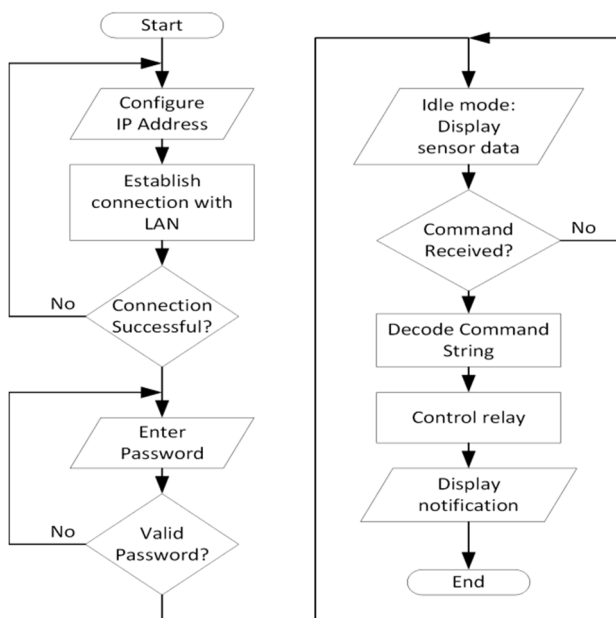 Start
Configure
IP Address
Establish
connection with
LAN
No
Connection
Successful?
Enter
Password
No
Valid
Password?
Idle mode:
Display
sensor data
Command
Received?
No
Decode Command
String
Control relay
Display
notification
End